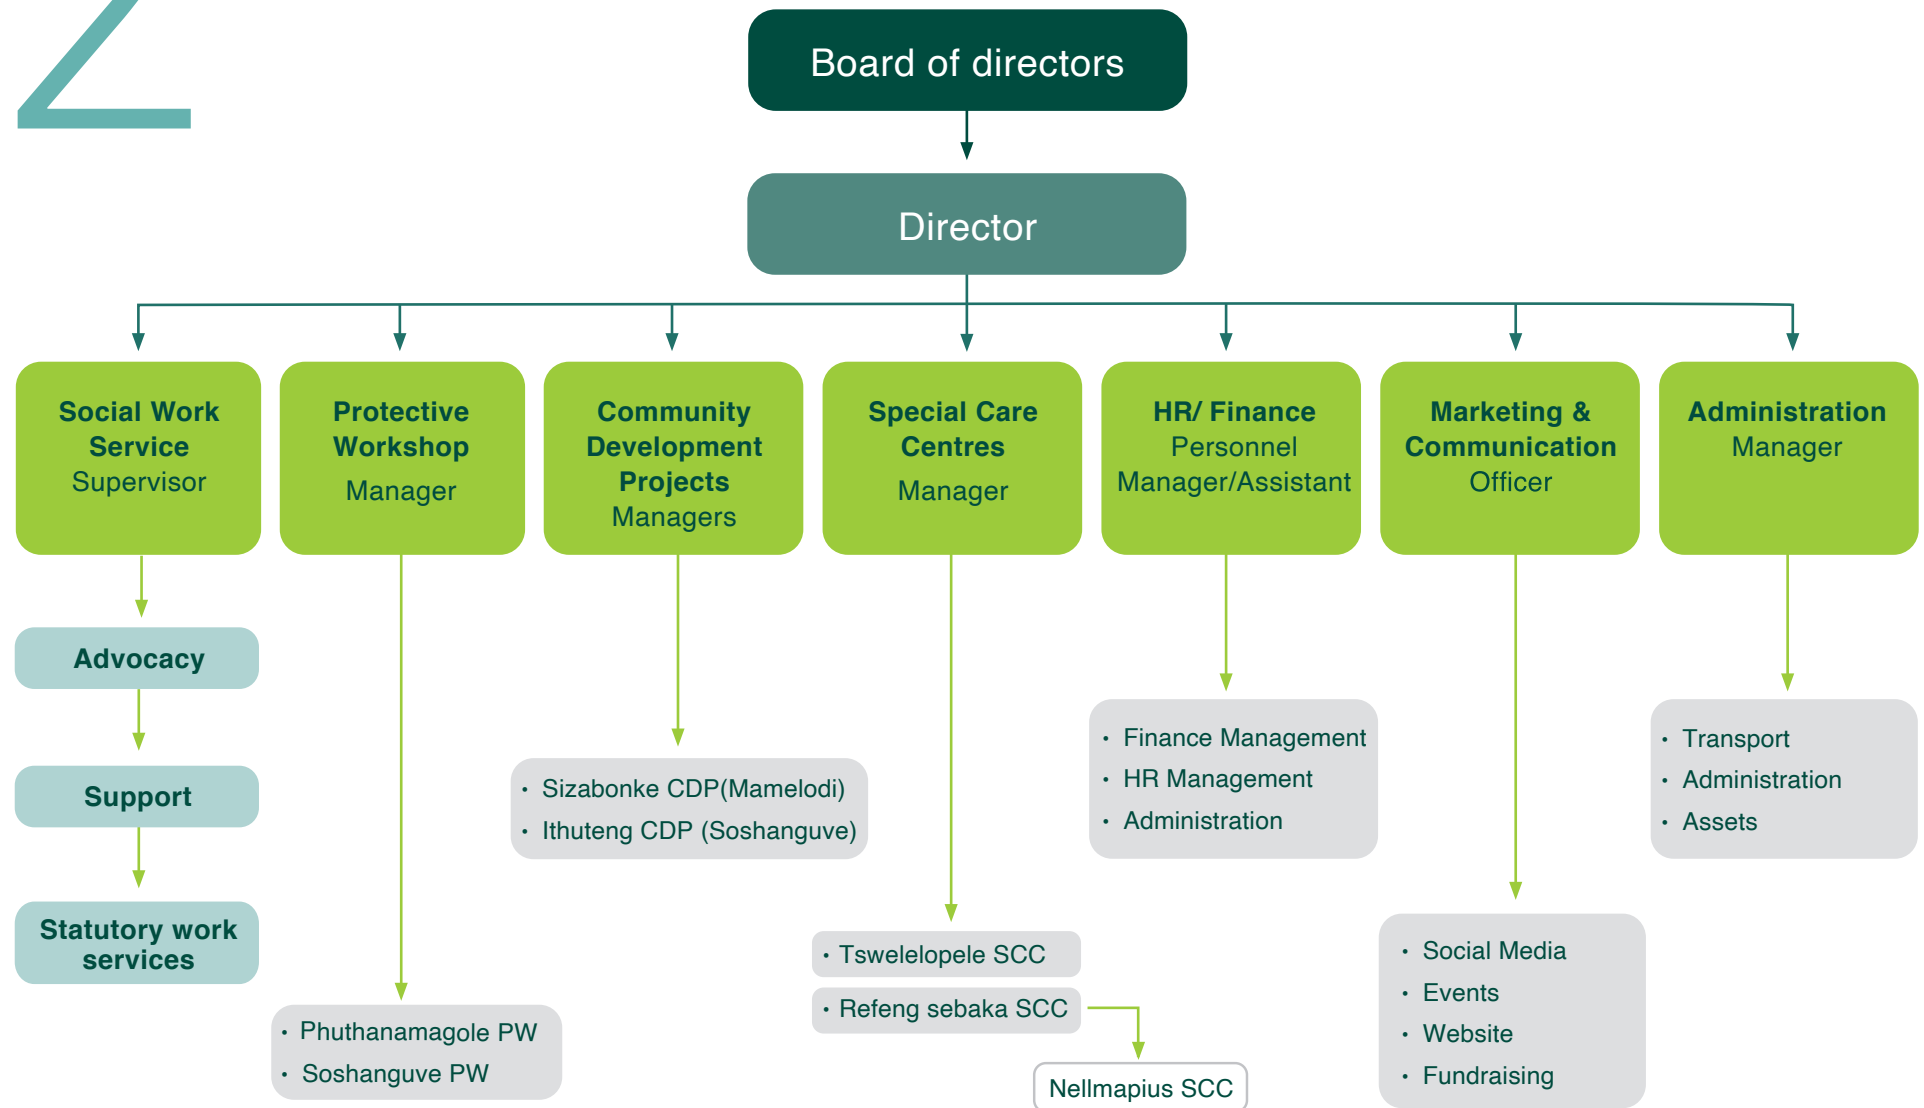 2
Board of directors
Director
Social Work
Service
Supervisor
Protective
Workshop
Manager
Community
Development
Projects
Managers
Special Care
Centres
Manager
HR/ Finance
Personnel
Manager/Assistant
Marketing &
Communication
Officer
Administration
Manager
Advocacy
Support
Statutory work
services
• Phuthanamagole PW
• Soshanguve PW
• Sizabonke CDP(Mamelodi)
• Ithuteng CDP (Soshanguve)
• Tswelelopele SCC
• Refeng sebaka SCC
Nellmapius SCC
• Finance Management
• HR Management
• Administration
• Social Media
• Events
• Website
• Fundraising
• Transport
• Administration
• Assets